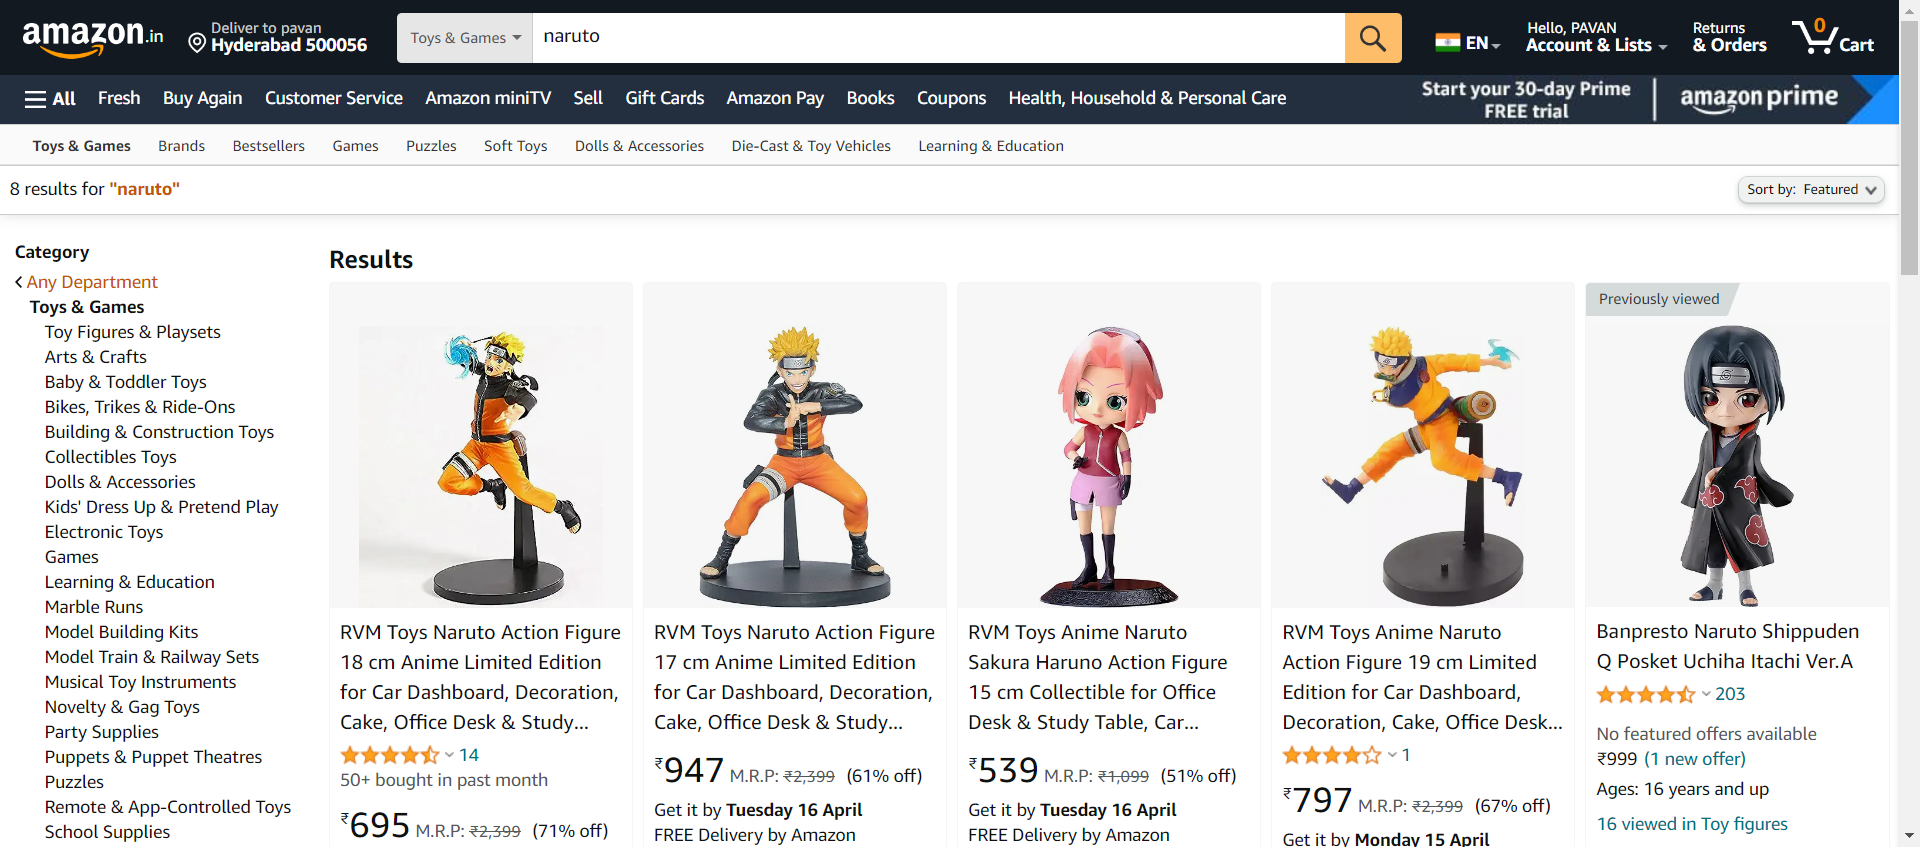 amazon.in
Deliver to pavan
Hyderabad 500056
Toys & Games
naruto
EN
Hello, PAVAN
Account & Lists
Returns
& Orders
0
Cart
All
Fresh
Buy Again
Customer Service
Amazon miniTV
Sell
Gift Cards
Amazon Pay
Books
Coupons
Health, Household & Personal Care
Start your 30-day Prime
FREE trial
amazon prime
Toys & Games
Brands
Bestsellers
Games
Puzzles
Soft Toys
Dolls & Accessories
Die-Cast & Toy Vehicles
Learning & Education
8 results for "naruto"
Sort by: Featured
Category
Any Department
Toys & Games
Toy Figures & Playsets
Arts & Crafts
Baby & Toddler Toys
Bikes, Trikes & Ride-Ons
Building & Construction Toys
Collectibles Toys
Dolls & Accessories
Kids' Dress Up & Pretend Play
Electronic Toys
Games
Learning & Education
Marble Runs
Model Building Kits
Model Train & Railway Sets
Musical Toy Instruments
Novelty & Gag Toys
Party Supplies
Puppets & Puppet Theatres
Puzzles
Remote & App-Controlled Toys
School Supplies
Results
RVM Toys Naruto Action Figure
18 cm Anime Limited Edition
for Car Dashboard, Decoration,
Cake, Office Desk & Study...
14
50+ bought in past month
₹695 M.R.P: ₹2,399 (71% off)
RVM Toys Naruto Action Figure
17 cm Anime Limited Edition
for Car Dashboard, Decoration,
Cake, Office Desk & Study...
₹947 M.R.P: ₹2,399 (61% off)
Get it by Tuesday 16 April
FREE Delivery by Amazon
RVM Toys Anime Naruto
Sakura Haruno Action Figure
15 cm Collectible for Office
Desk & Study Table, Car...
₹539 M.R.P: ₹1,099 (51% off)
Get it by Tuesday 16 April
FREE Delivery by Amazon
RVM Toys Anime Naruto
Action Figure 19 cm Limited
Edition for Car Dashboard,
Decoration, Cake, Office Desk...
1
₹797 M.R.P: ₹2,399 (67% off)
Get it by Monday 15 April
Previously viewed
Banpresto Naruto Shippuden
Q Posket Uchiha Itachi Ver.A
203
No featured offers available
₹999 (1 new offer)
Ages: 16 years and up
16 viewed in Toy figures